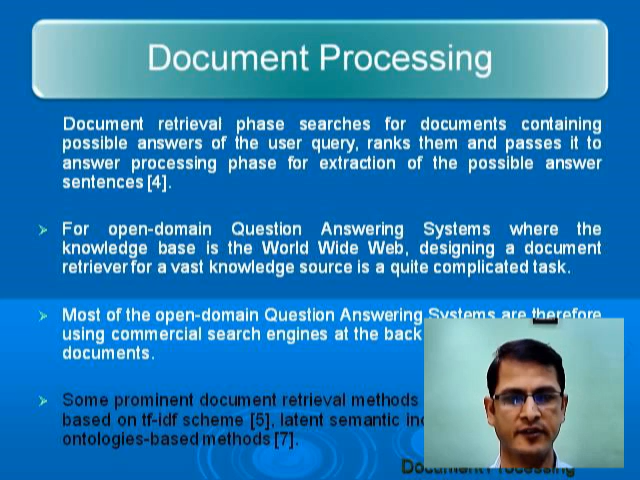 Document Processing
Document retrieval phase searches for documents containing
possible answers of the user query, ranks them and passes it to
answer processing phase for extraction of the possible answer
sentences [4].
For open-domain Question Answering Systems where the
knowledge base is the World Wide Web, designing a document
retriever for a vast knowledge source is a quite complicated task.
Most of the open-domain Question Answering Systems are therefore
using commercial search engines at the back
documents.
Some prominent document retrieval methods
based on tf-idf scheme [5], latent semantic
ontologies-based methods [7].
Document Processing